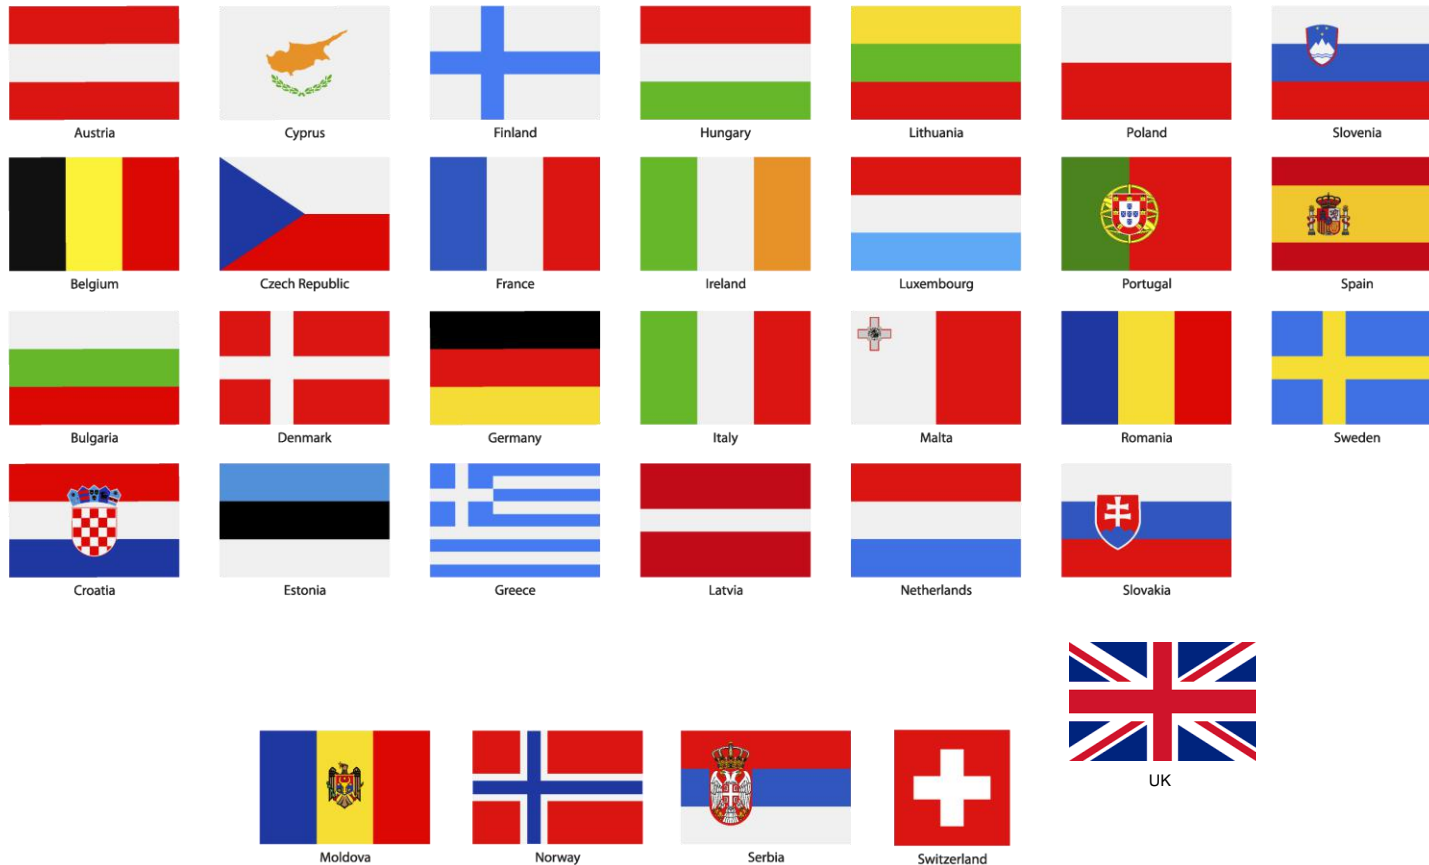 Austria
Cyprus
Finland
Hungary
Lithuania
Poland
Slovenia
Belgium
Czech Republic
France
Ireland
Luxembourg
Portugal
Spain
Bulgaria
Denmark
Germany
Italy
Malta
Romania
Sweden
Croatia
Estonia
Greece
Latvia
Netherlands
Slovakia
UK
Moldova
Norway
Serbia
Switzerland